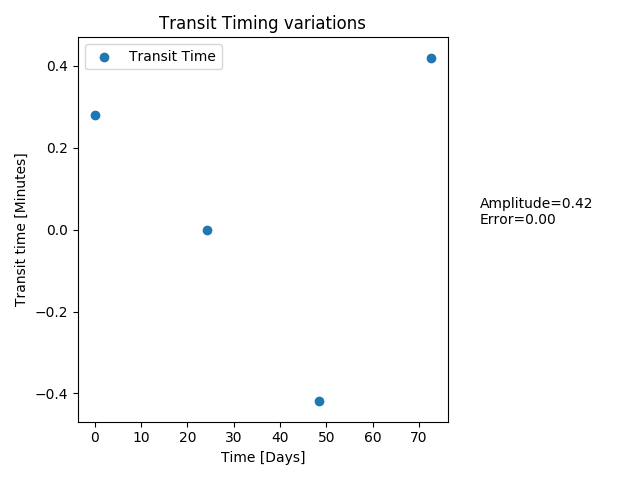 Transit Timing variations
Transit Time
0.4
0.2
0.0
−0.2
−0.4
Transit time [Minutes]
Amplitude=0.42
Error=0.00
0 10 20 30 40 50 60 70
Time [Days]